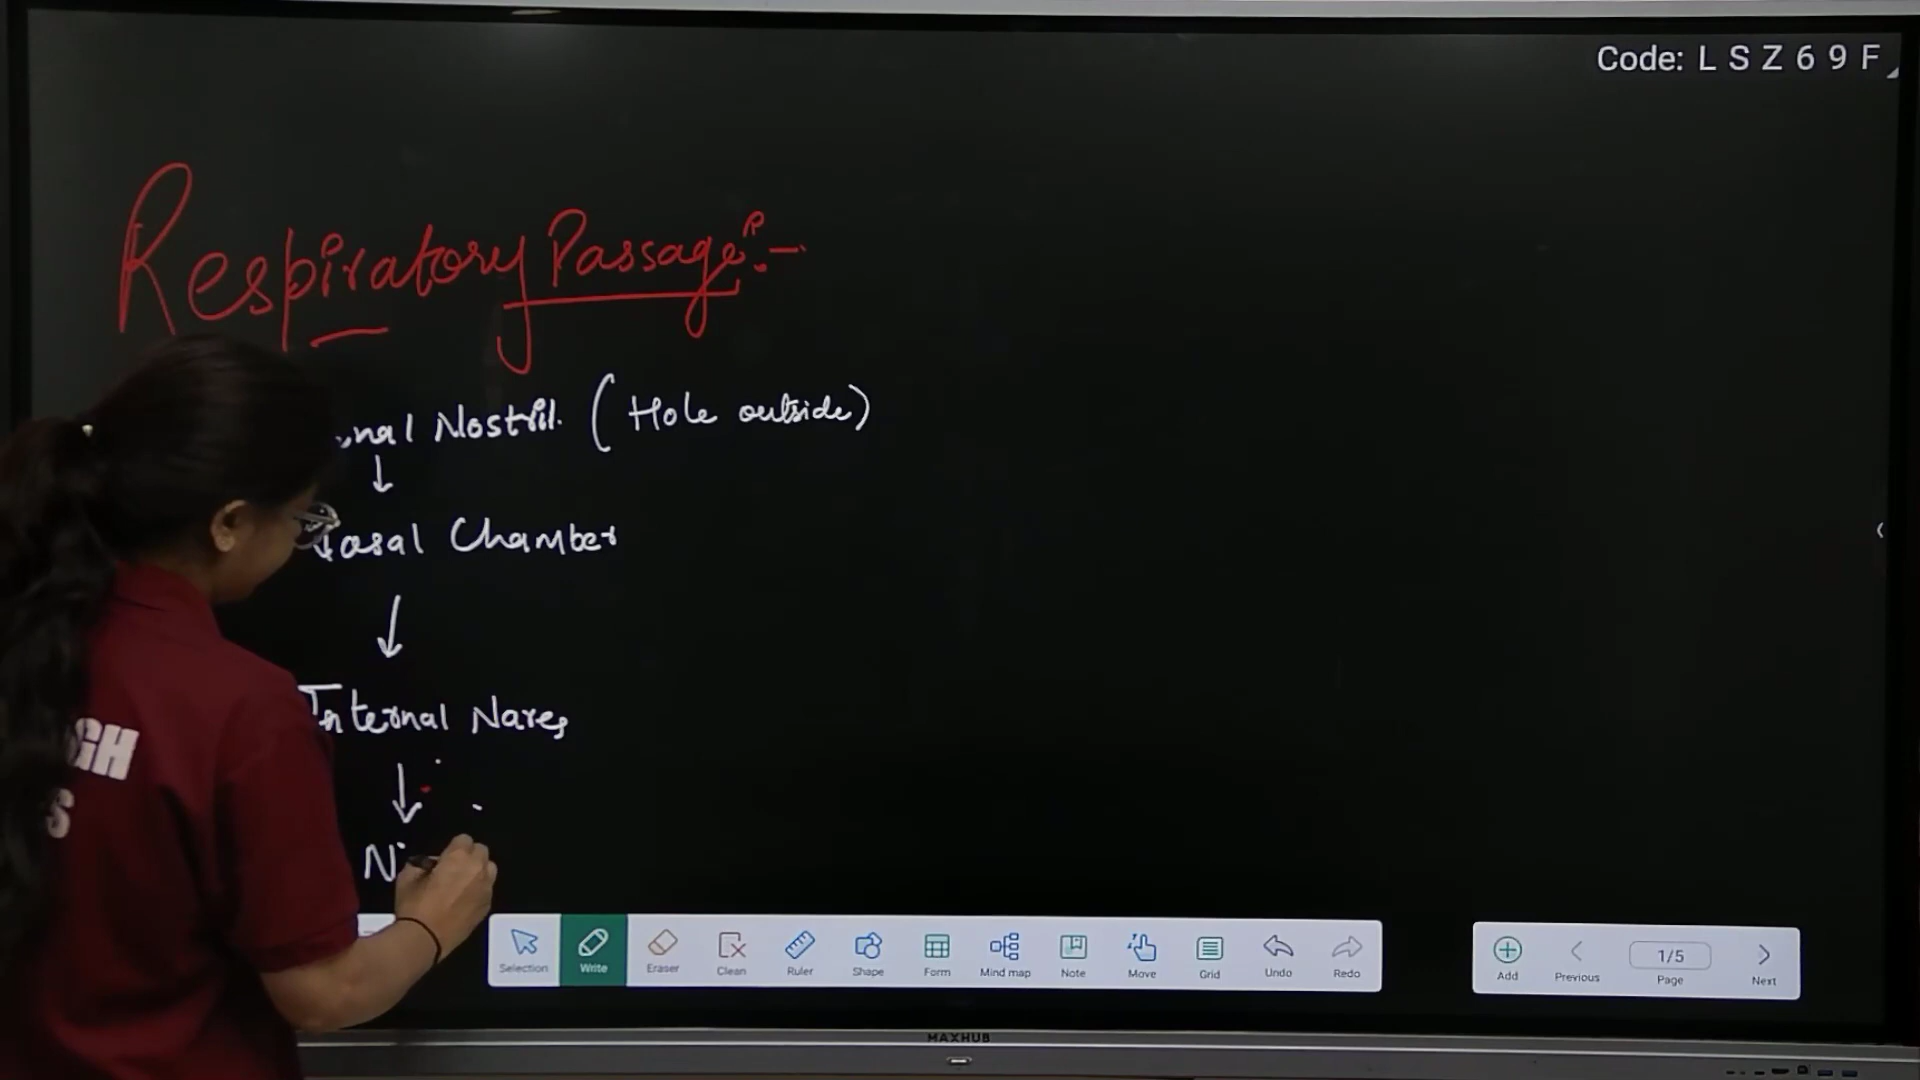 Code: L S Z 6 9 F
Respiratory Passage:-
nal Nostril. (Hole outside)
↓
asal Chamber
↓
Internal Nares
↓
N
GH
S
Selection Write Eraser Clean Ruler Shape Form Mind map Note Move Grid Undo Redo
Add Previous 1/5 Page Next
MAXHUB